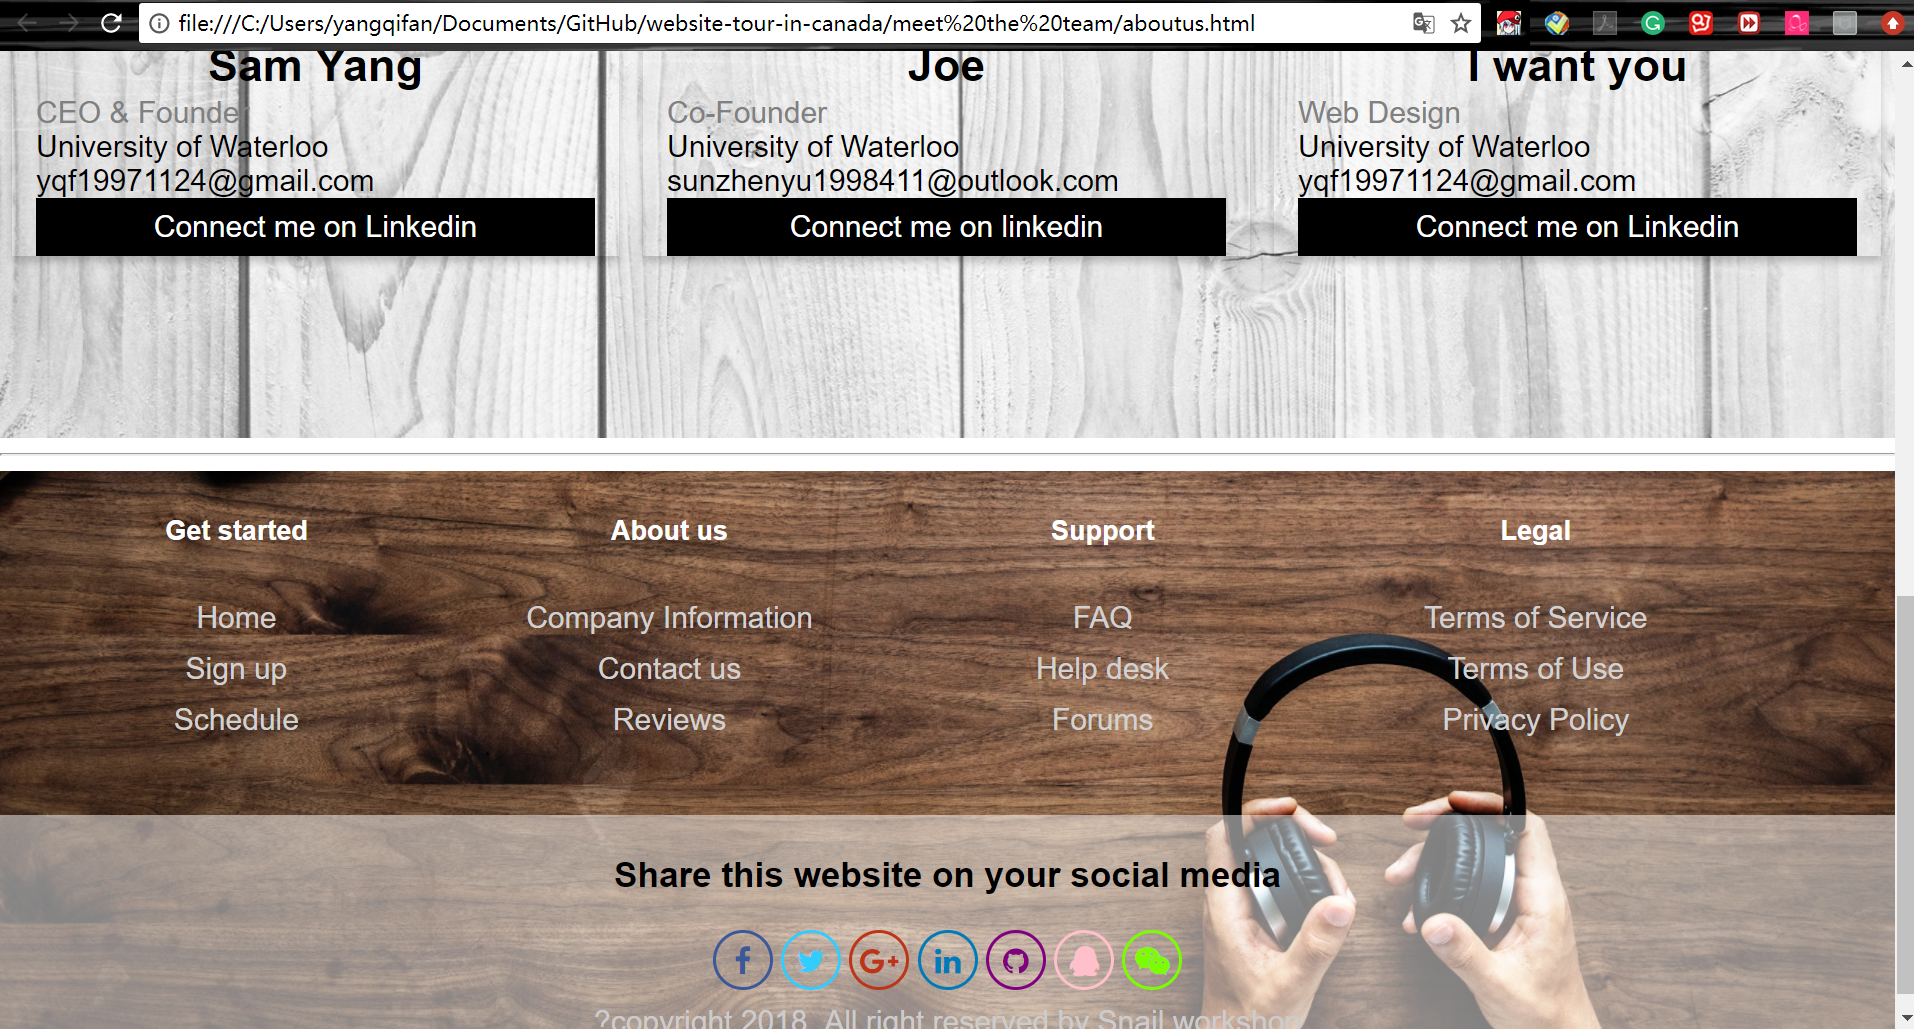 file:///C:/Users/yangqifan/Documents/GitHub/website-tour-in-canada/meet%20the%20team/aboutus.html
Sam Yang
CEO & Founder
University of Waterloo
yqf19971124@gmail.com
Connect me on Linkedin
Joe
Co-Founder
University of Waterloo
sunzhenyu1998411@outlook.com
Connect me on linkedin
I want you
Web Design
University of Waterloo
yqf19971124@gmail.com
Connect me on Linkedin
Get started
Home
Sign up
Schedule
About us
Company Information
Contact us
Reviews
Support
FAQ
Help desk
Forums
Legal
Terms of Service
Terms of Use
Privacy Policy
Share this website on your social media
?copyright 2018. All right reserved by Snail workshop